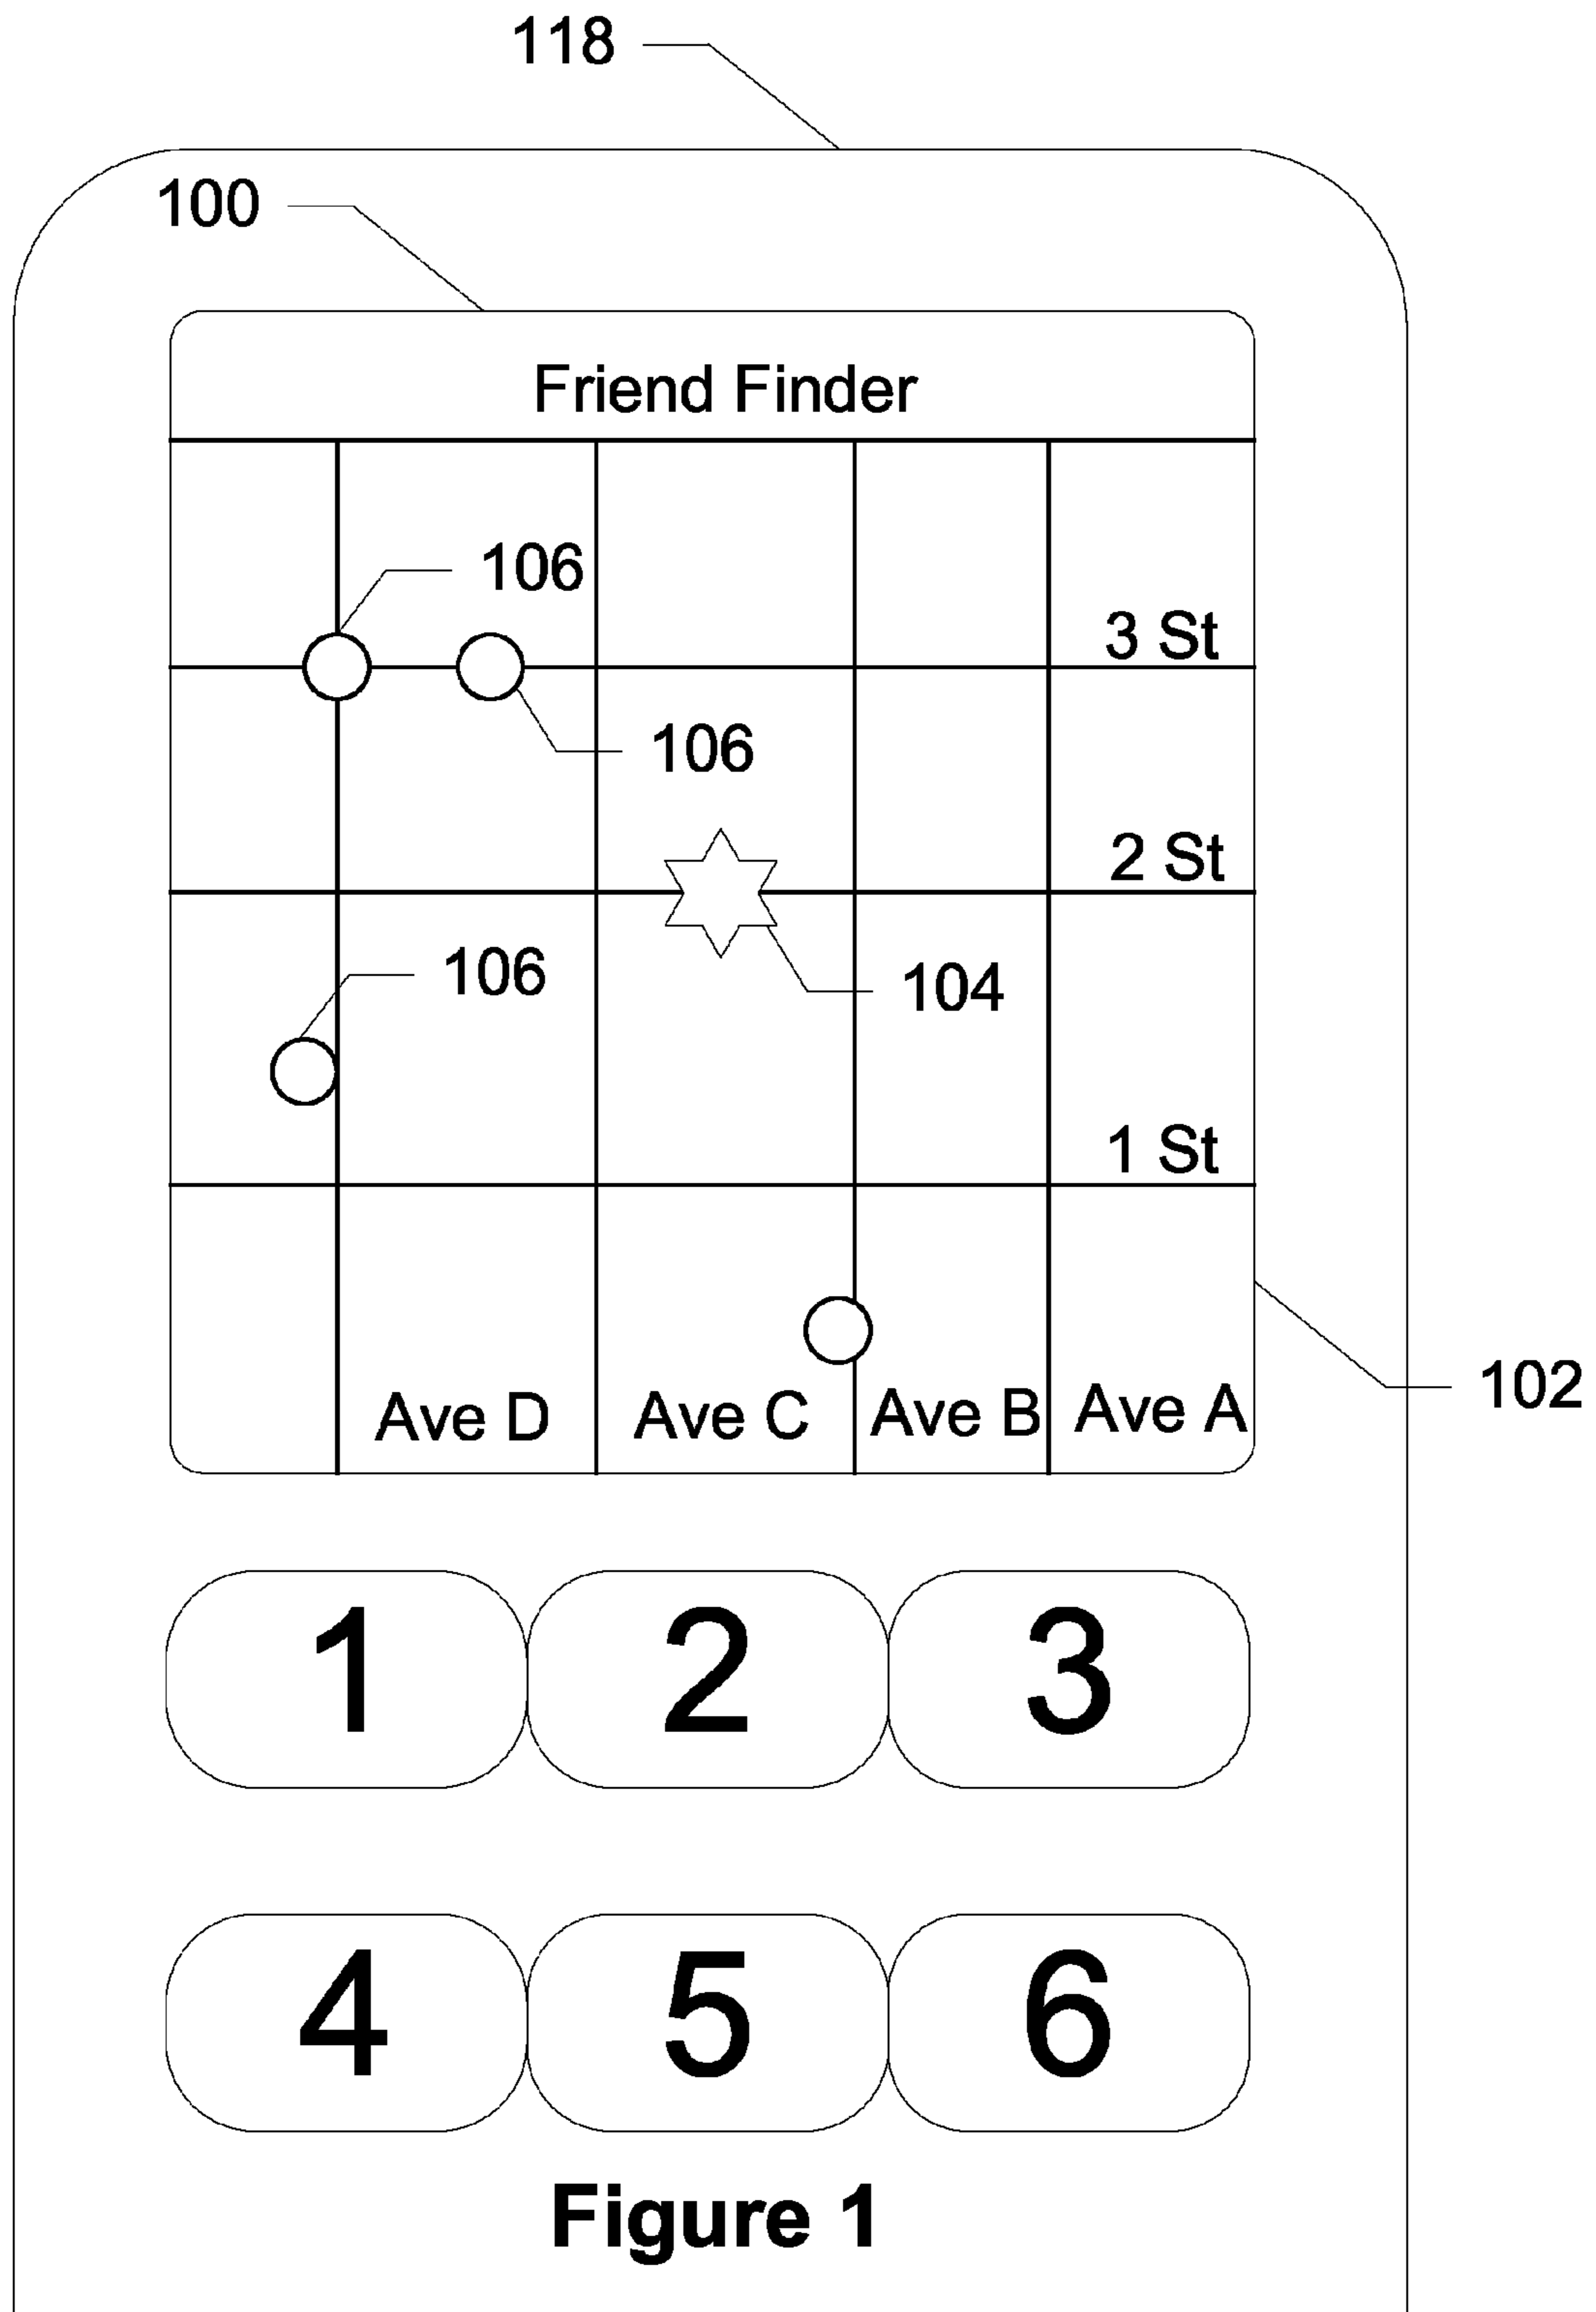 118
100
Friend Finder
106
3 St
106
2 St
106
104
1 St
102
Ave D Ave C Ave B Ave A
1 2 3
4 5 6
Figure 1